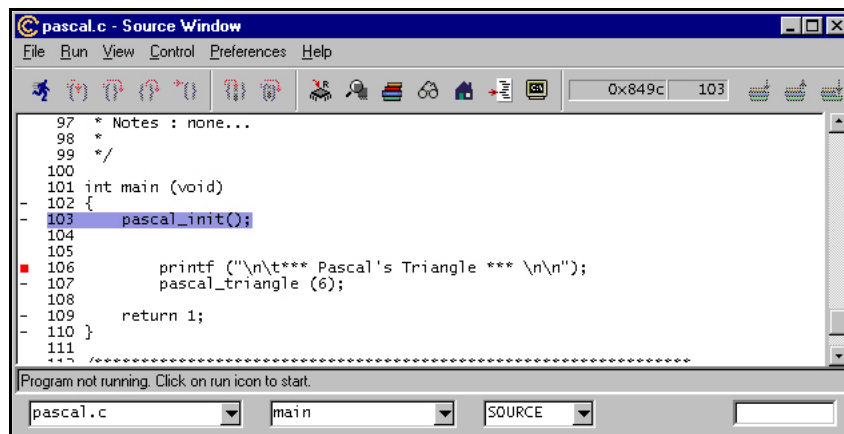 pascal.c - Source Window
File Run View Control Preferences Help
0x849c 103
97 * Notes : none...
98 *
99 */
100
101 int main (void)
- 102 {
- 103 pascal_init();
104
105
106 printf ("\n\t*** Pascal's Triangle *** \n\n");
- 107 pascal_triangle (6);
108
- 109 return 1;
- 110 }
111
Program not running. Click on run icon to start.
pascal.c main SOURCE